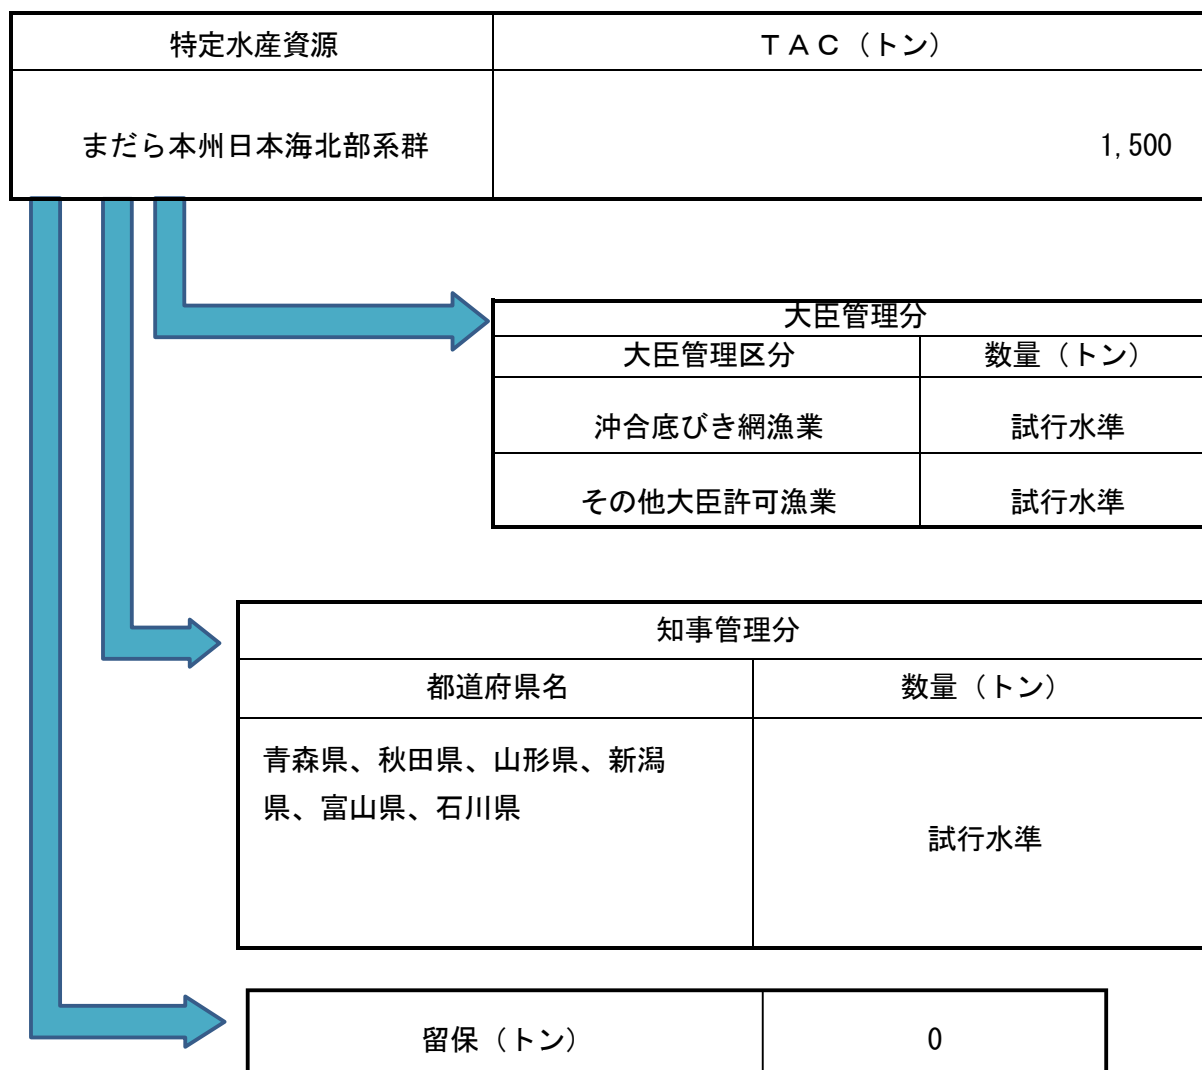 特定水産資源 ＴＡＣ（トン）
まだら本州日本海北部系群 1,500
大臣管理分
大臣管理区分 数量（トン）
沖合底びき網漁業 試行水準
その他大臣許可漁業 試行水準
知事管理分
都道府県名 数量（トン）
青森県、秋田県、山形県、新潟
県、富山県、石川県
試行水準
留保（トン） 0